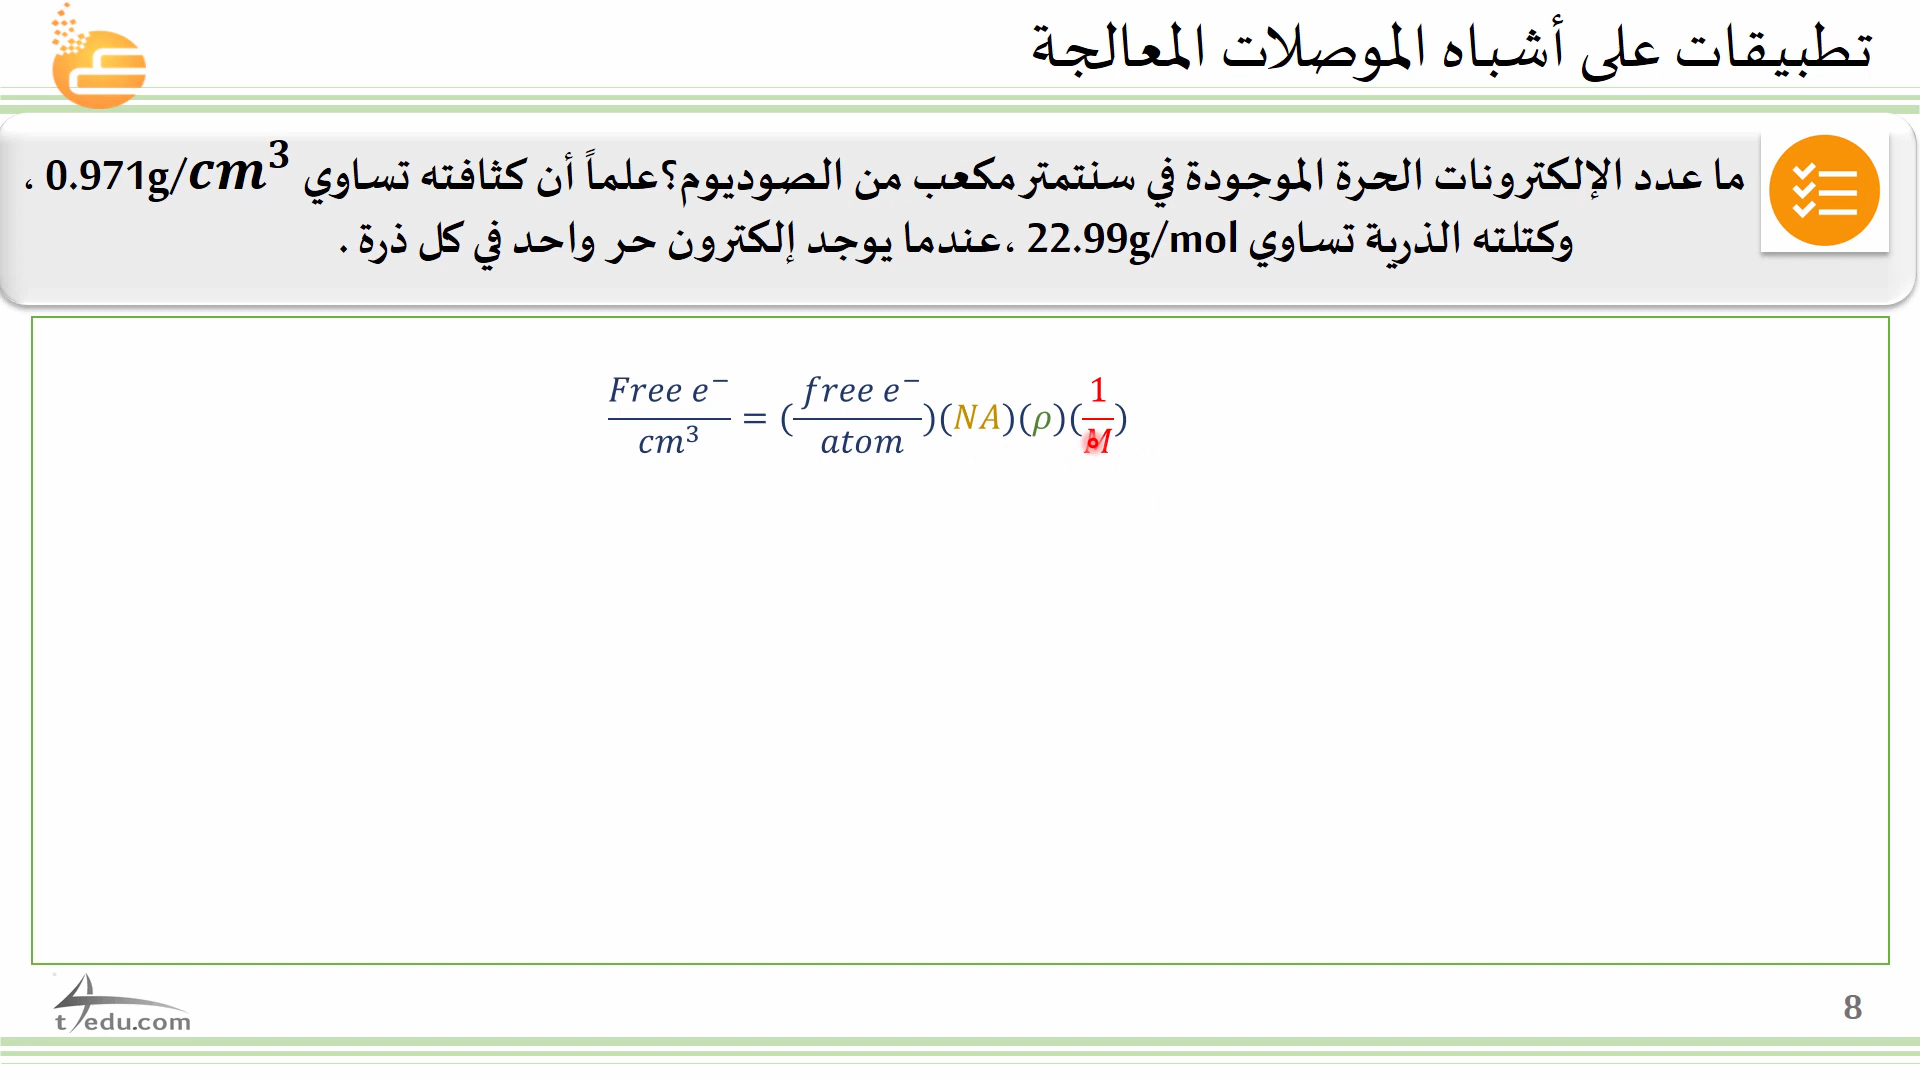 تطبيقات على أشباه الموصلات المعالجة
ما عدد الإلكترونات الحرة الموجودة في سنتمتر مكعب من الصوديوم؟علماً أن كثافته تساوي 0.971g/cm³ ،
وكتلته الذرية تساوي 22.99g/mol ،عندما يوجد إلكترون حر واحد في كل ذرة .
Free e⁻/cm³ = (free e⁻/atom)(NA)(ρ)(1/M)
t4edu.com
8